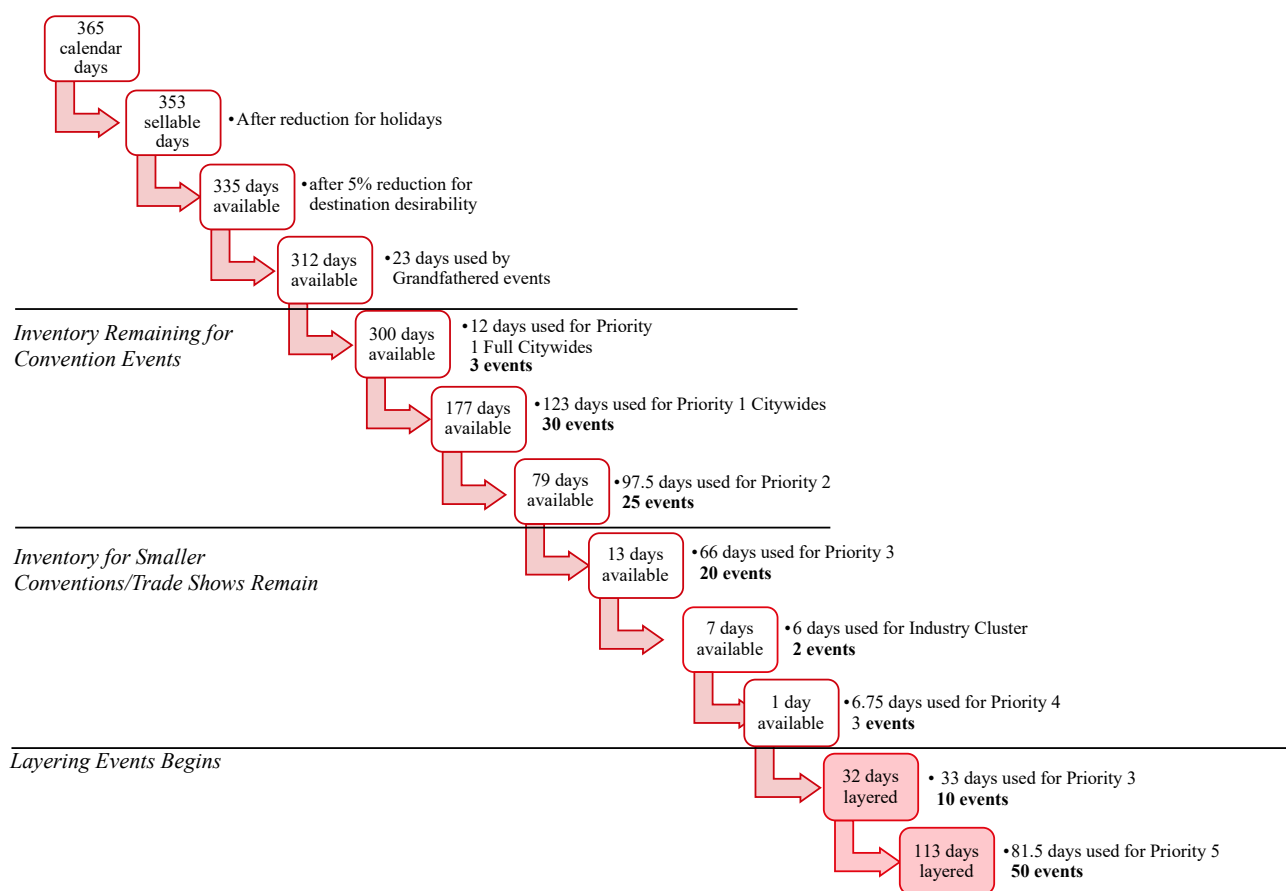 365
calendar
days
353
sellable
days
•After reduction for holidays
335 days
available
•after 5% reduction for
destination desirability
312 days
available
•23 days used by
Grandfathered events
Inventory Remaining for
Convention Events
300 days
available
•12 days used for Priority
1 Full Citywides
3 events
177 days
available
•123 days used for Priority 1 Citywides
30 events
79 days
available
•97.5 days used for Priority 2
25 events
Inventory for Smaller
Conventions/Trade Shows Remain
13 days
available
•66 days used for Priority 3
20 events
7 days
available
•6 days used for Industry Cluster
2 events
1 day
available
•6.75 days used for Priority 4
3 events
Layering Events Begins
32 days
layered
• 33 days used for Priority 3
10 events
113 days
layered
•81.5 days used for Priority 5
50 events